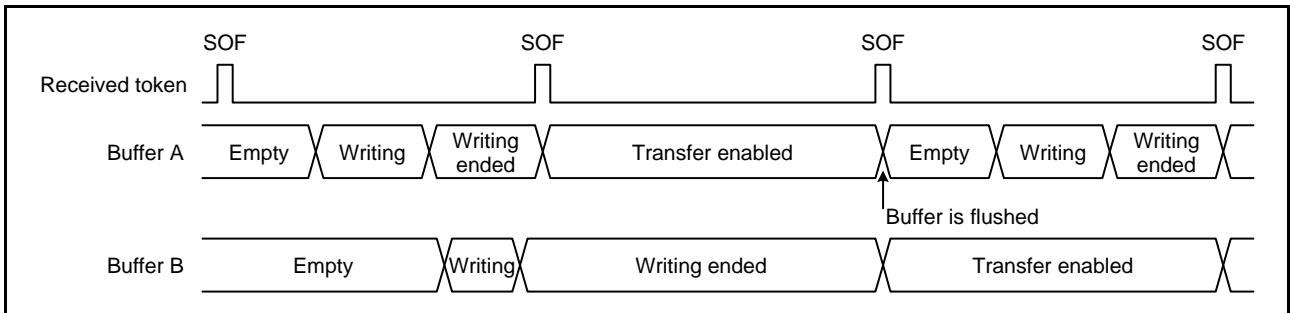 SOF SOF SOF SOF
Received token
Buffer A Empty Writing Writing ended Transfer enabled Empty Writing Writing ended
Buffer is flushed
Buffer B Empty Writing Writing ended Transfer enabled